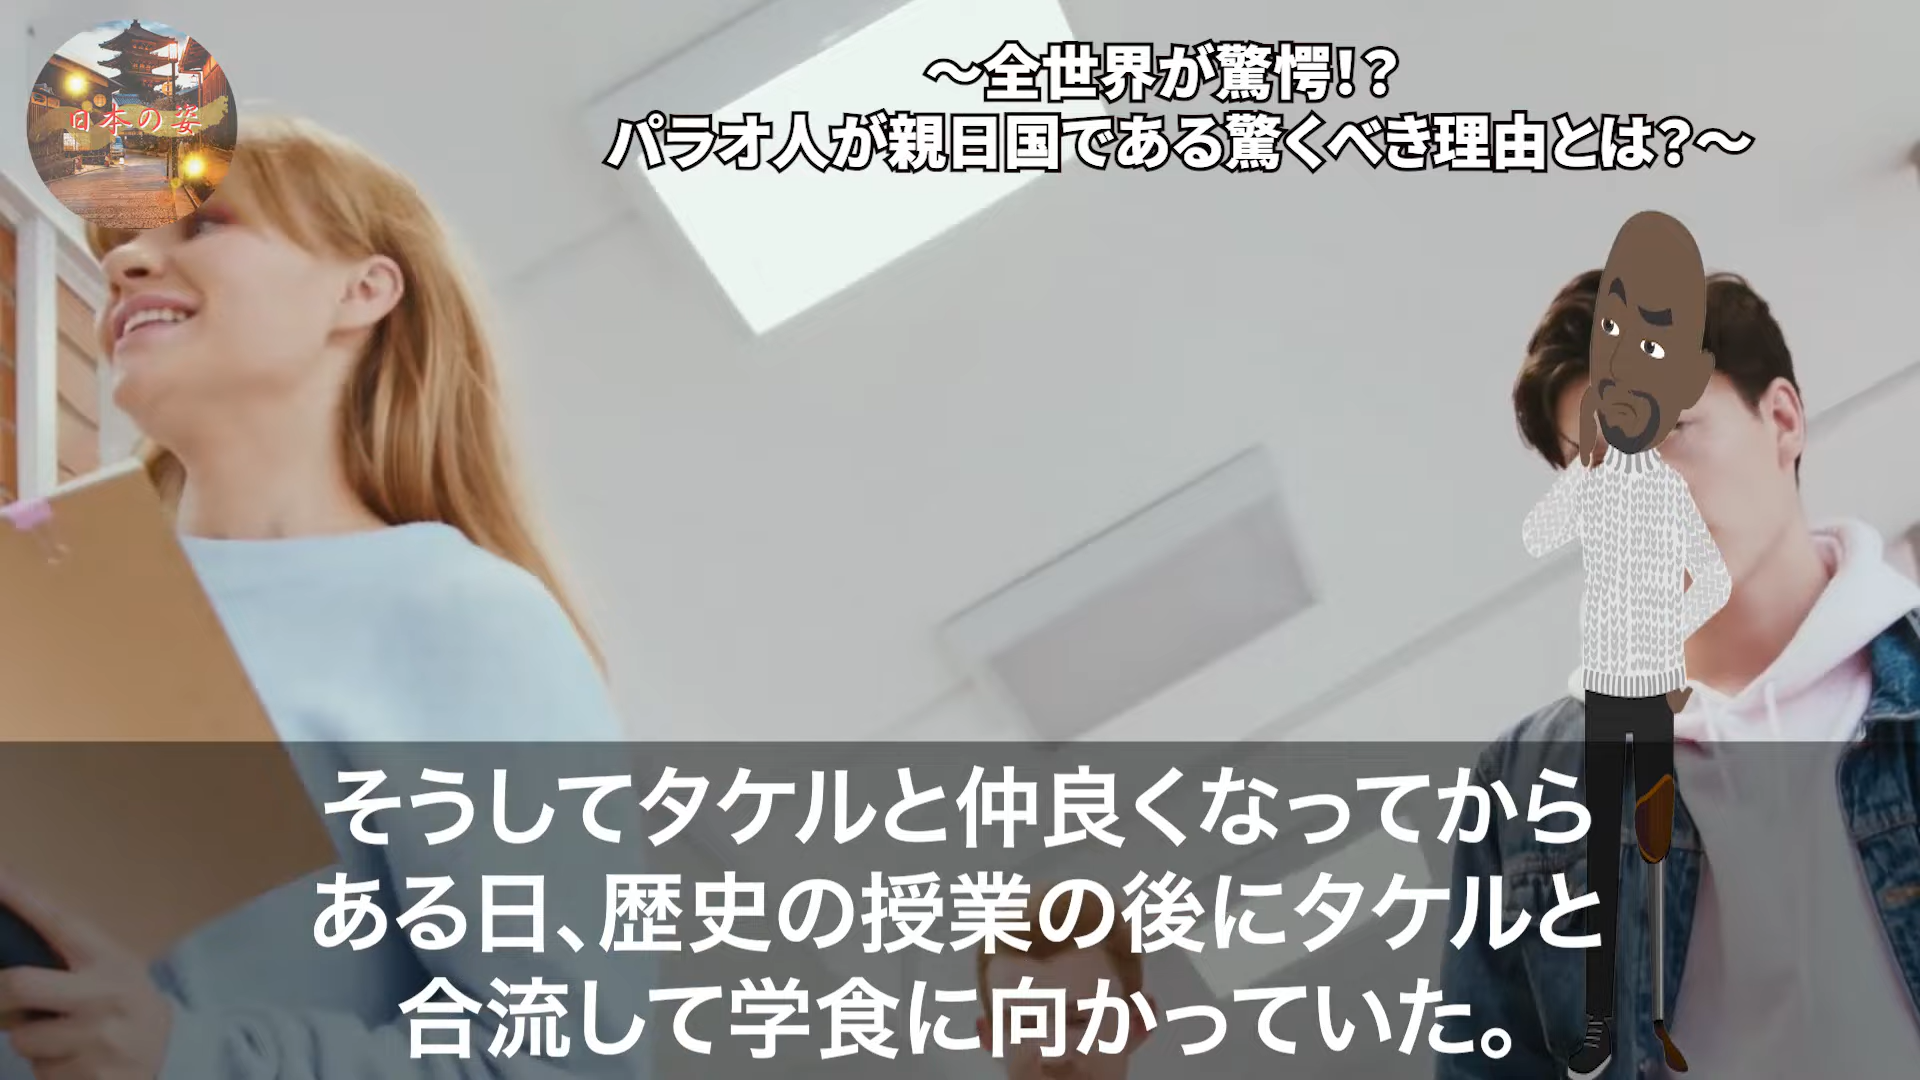 日本の姿
～全世界が驚愕!?
パラオ人が親日国である驚くべき理由とは?～
そうしてタケルと仲良くなってから
ある日、歴史の授業の後にタケルと
合流して学食に向かっていた。